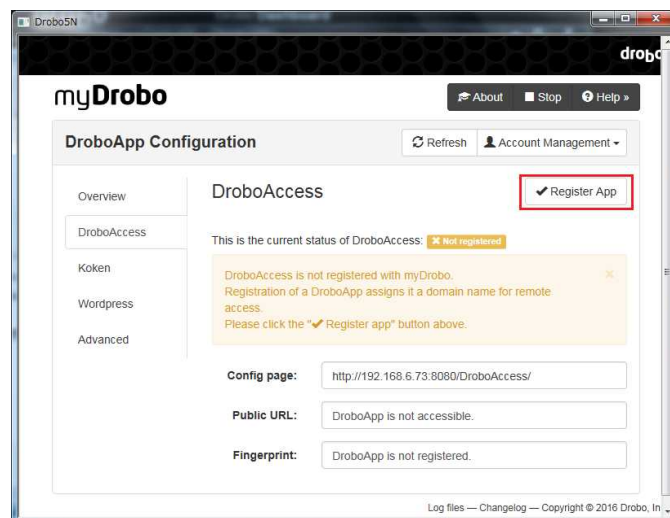 Drobo5N
drobo
myDrobo
About Stop Help »
DroboApp Configuration
Refresh Account Management
Overview
DroboAccess
Koken
Wordpress
Advanced
DroboAccess
Register App
This is the current status of DroboAccess: Not registered
DroboAccess is not registered with myDrobo.
Registration of a DroboApp assigns it a domain name for remote
access.
Please click the "✔ Register app" button above.
Config page: http://192.168.6.73:8080/DroboAccess/
Public URL: DroboApp is not accessible.
Fingerprint: DroboApp is not registered.
Log files — Changelog — Copyright © 2016 Drobo, In